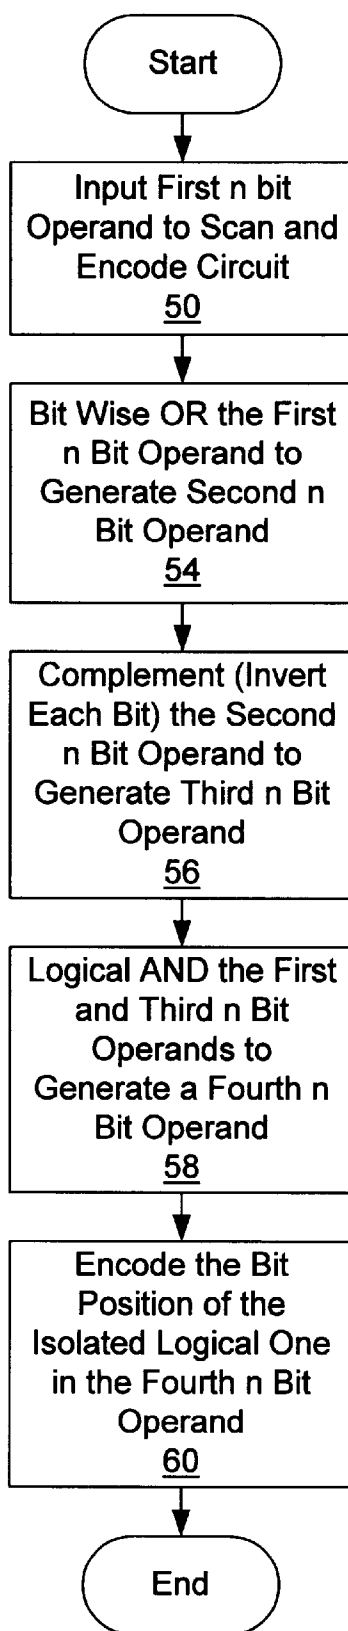 Start
Input First n bit
Operand to Scan and
Encode Circuit
50
Bit Wise OR the First
n Bit Operand to
Generate Second n
Bit Operand
54
Complement (Invert
Each Bit) the Second
n Bit Operand to
Generate Third n Bit
Operand
56
Logical AND the First
and Third n Bit
Operands to
Generate a Fourth n
Bit Operand
58
Encode the Bit
Position of the
Isolated Logical One
in the Fourth n Bit
Operand
60
End